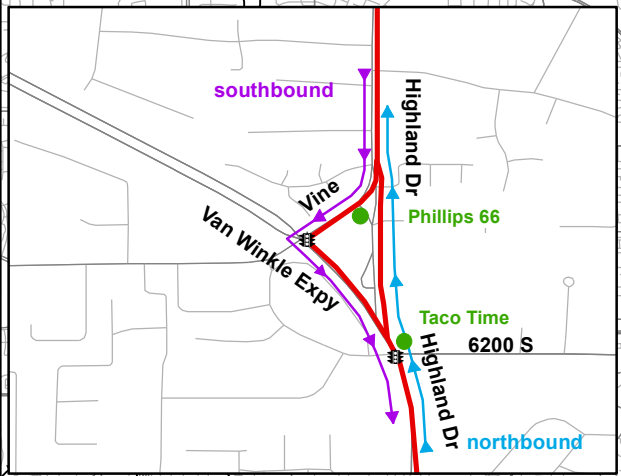 southbound
Highland Dr
Vine
Phillips 66
Van Winkle Expy
Taco Time
6200 S
Highland Dr
northbound